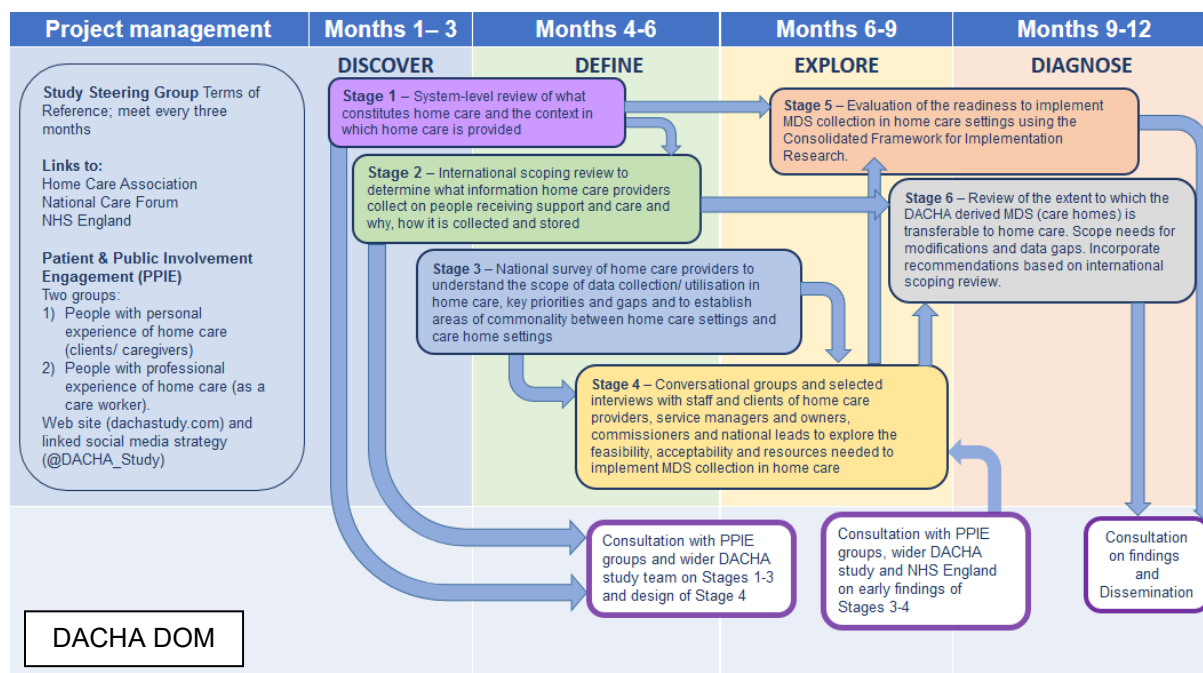 Project management
Months 1– 3
Months 4-6
Months 6-9
Months 9-12
DISCOVER
DEFINE
EXPLORE
DIAGNOSE
Study Steering Group Terms of
Reference; meet every three
months
Links to:
Home Care Association
National Care Forum
NHS England
Patient & Public Involvement
Engagement (PPIE)
Two groups:
1) People with personal
experience of home care
(clients/ caregivers)
2) People with professional
experience of home care (as a
care worker).
Web site (dachastudy.com) and
linked social media strategy
(@DACHA_Study)
Stage 1 – System-level review of what
constitutes home care and the context in
which home care is provided
Stage 2 – International scoping review to
determine what information home care providers
collect on people receiving support and care and
why, how it is collected and stored
Stage 3 – National survey of home care providers to
understand the scope of data collection/ utilisation in
home care, key priorities and gaps and to establish
areas of commonality between home care settings and
care home settings
Stage 4 – Conversational groups and selected
interviews with staff and clients of home care
providers, service managers and owners,
commissioners and national leads to explore the
feasibility, acceptability and resources needed to
implement MDS collection in home care
Stage 5 – Evaluation of the readiness to implement
MDS collection in home care settings using the
Consolidated Framework for Implementation
Research.
Stage 6 – Review of the extent to which the
DACHA derived MDS (care homes) is
transferable to home care. Scope needs for
modifications and data gaps. Incorporate
recommendations based on international
scoping review.
Consultation with PPIE
groups and wider DACHA
study team on Stages 1-3
and design of Stage 4
Consultation with PPIE
groups, wider DACHA
study and NHS England
on early findings of
Stages 3-4
Consultation
on findings
and
Dissemination
DACHA DOM